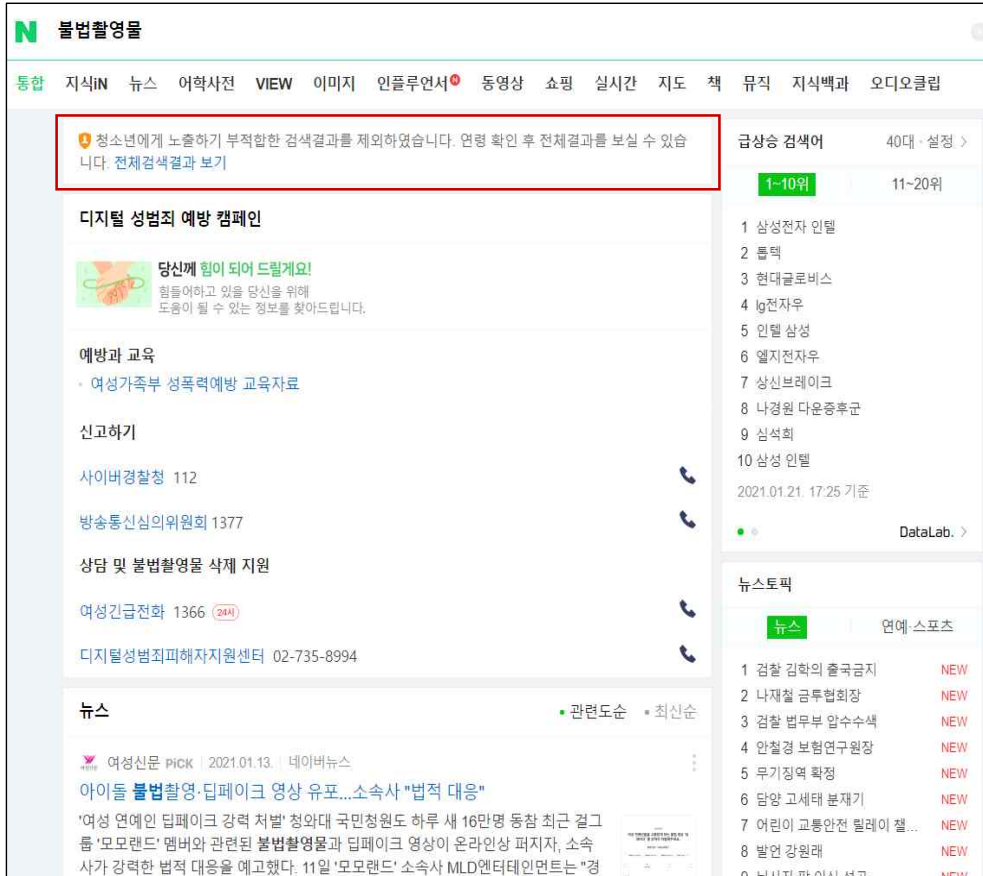 N 불법촬영물
통합 지식iN 뉴스 어학사전 VIEW 이미지 인플루언서 N 동영상 쇼핑 실시간 지도 책 뮤직 지식백과 오디오클립
청소년에게 노출하기 부적합한 검색결과를 제외하였습니다. 연령 확인 후 전체결과를 보실 수 있습
니다. 전체검색결과 보기
디지털 성범죄 예방 캠페인
당신께 힘이 되어 드릴게요!
힘들어하고 있을 당신을 위해
도움이 될 수 있는 정보를 찾아드립니다.
예방과 교육
· 여성가족부 성폭력예방 교육자료
신고하기
사이버경찰청 112
방송통신심의위원회 1377
상담 및 불법촬영물 삭제 지원
여성긴급전화 1366 24시
디지털성범죄피해자지원센터 02-735-8994
뉴스
관련도순 최신순
여성신문 PiCK 2021.01.13. 네이버뉴스
아이돌 불법촬영·딥페이크 영상 유포...소속사 "법적 대응"
'여성 연예인 딥페이크 강력 처벌' 청와대 국민청원도 하루 새 16만명 동참 최근 걸그
룹 '모모랜드' 멤버와 관련된 불법촬영물과 딥페이크 영상이 온라인상 퍼지자, 소속
사가 강력한 법적 대응을 예고했다. 11일 '모모랜드' 소속사 MLD엔터테인먼트는 "경
급상승 검색어 40대 · 설정 >
1~10위 11~20위
1 삼성전자 인텔
2 톱텍
3 현대글로비스
4 lg전자우
5 인텔 삼성
6 엘지전자우
7 상신브레이크
8 나경원 다운증후군
9 심석희
10 삼성 인텔
2021.01.21. 17:25 기준
DataLab. >
뉴스토픽
뉴스 연예·스포츠
1 검찰 김학의 출국금지 NEW
2 나재철 금투협회장 NEW
3 검찰 법무부 압수수색 NEW
4 안철경 보험연구원장 NEW
5 무기징역 확정 NEW
6 담양 고세태 분재기 NEW
7 어린이 교통안전 릴레이 챌... NEW
8 발언 강원래 NEW